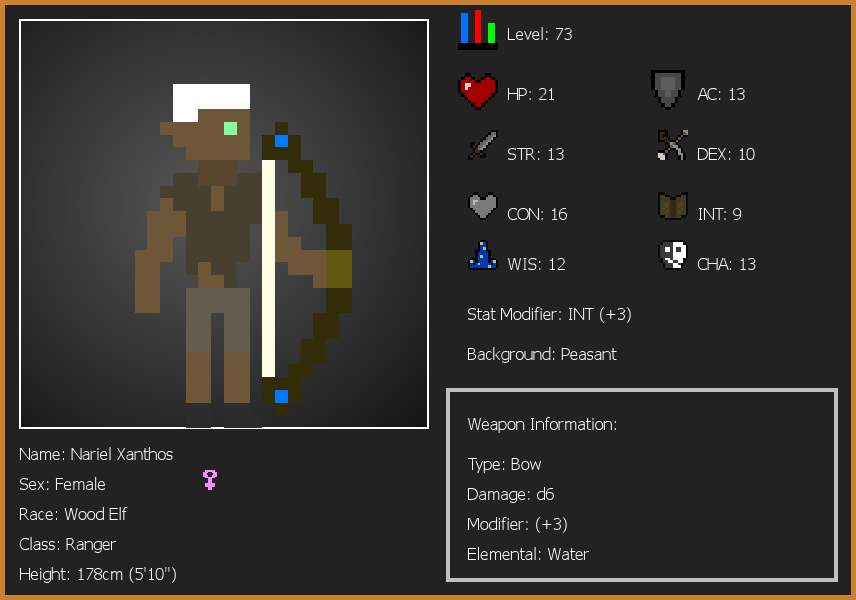 Level: 73
HP: 21
AC: 13
STR: 13
DEX: 10
CON: 16
INT: 9
WIS: 12
CHA: 13
Stat Modifier: INT (+3)
Background: Peasant
Weapon Information:
Type: Bow
Damage: d6
Modifier: (+3)
Elemental: Water
Name: Nariel Xanthos
Sex: Female
Race: Wood Elf
Class: Ranger
Height: 178cm (5'10")